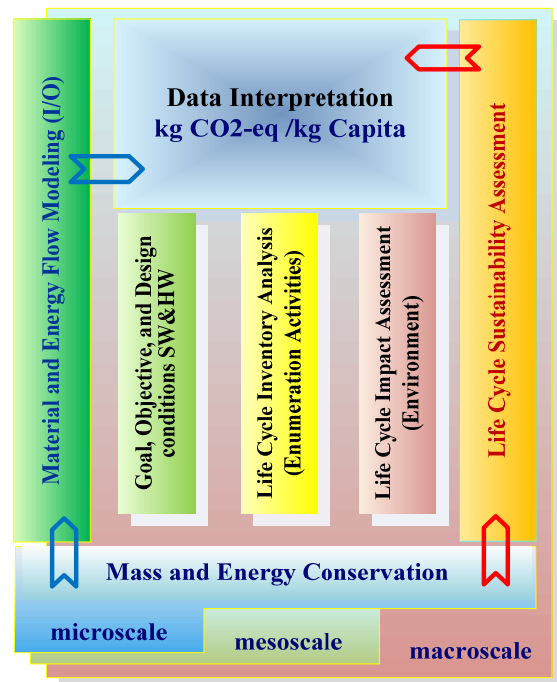 Material and Energy Flow Modeling (I/O)
Data Interpretation
kg CO2-eq /kg Capita
Goal, Objective, and Design
conditions SW&HW
Life Cycle Inventory Analysis
(Enumeration Activities)
Life Cycle Impact Assessment
(Environment)
Life Cycle Sustainability Assessment
Mass and Energy Conservation
microscale
mesoscale
macroscale